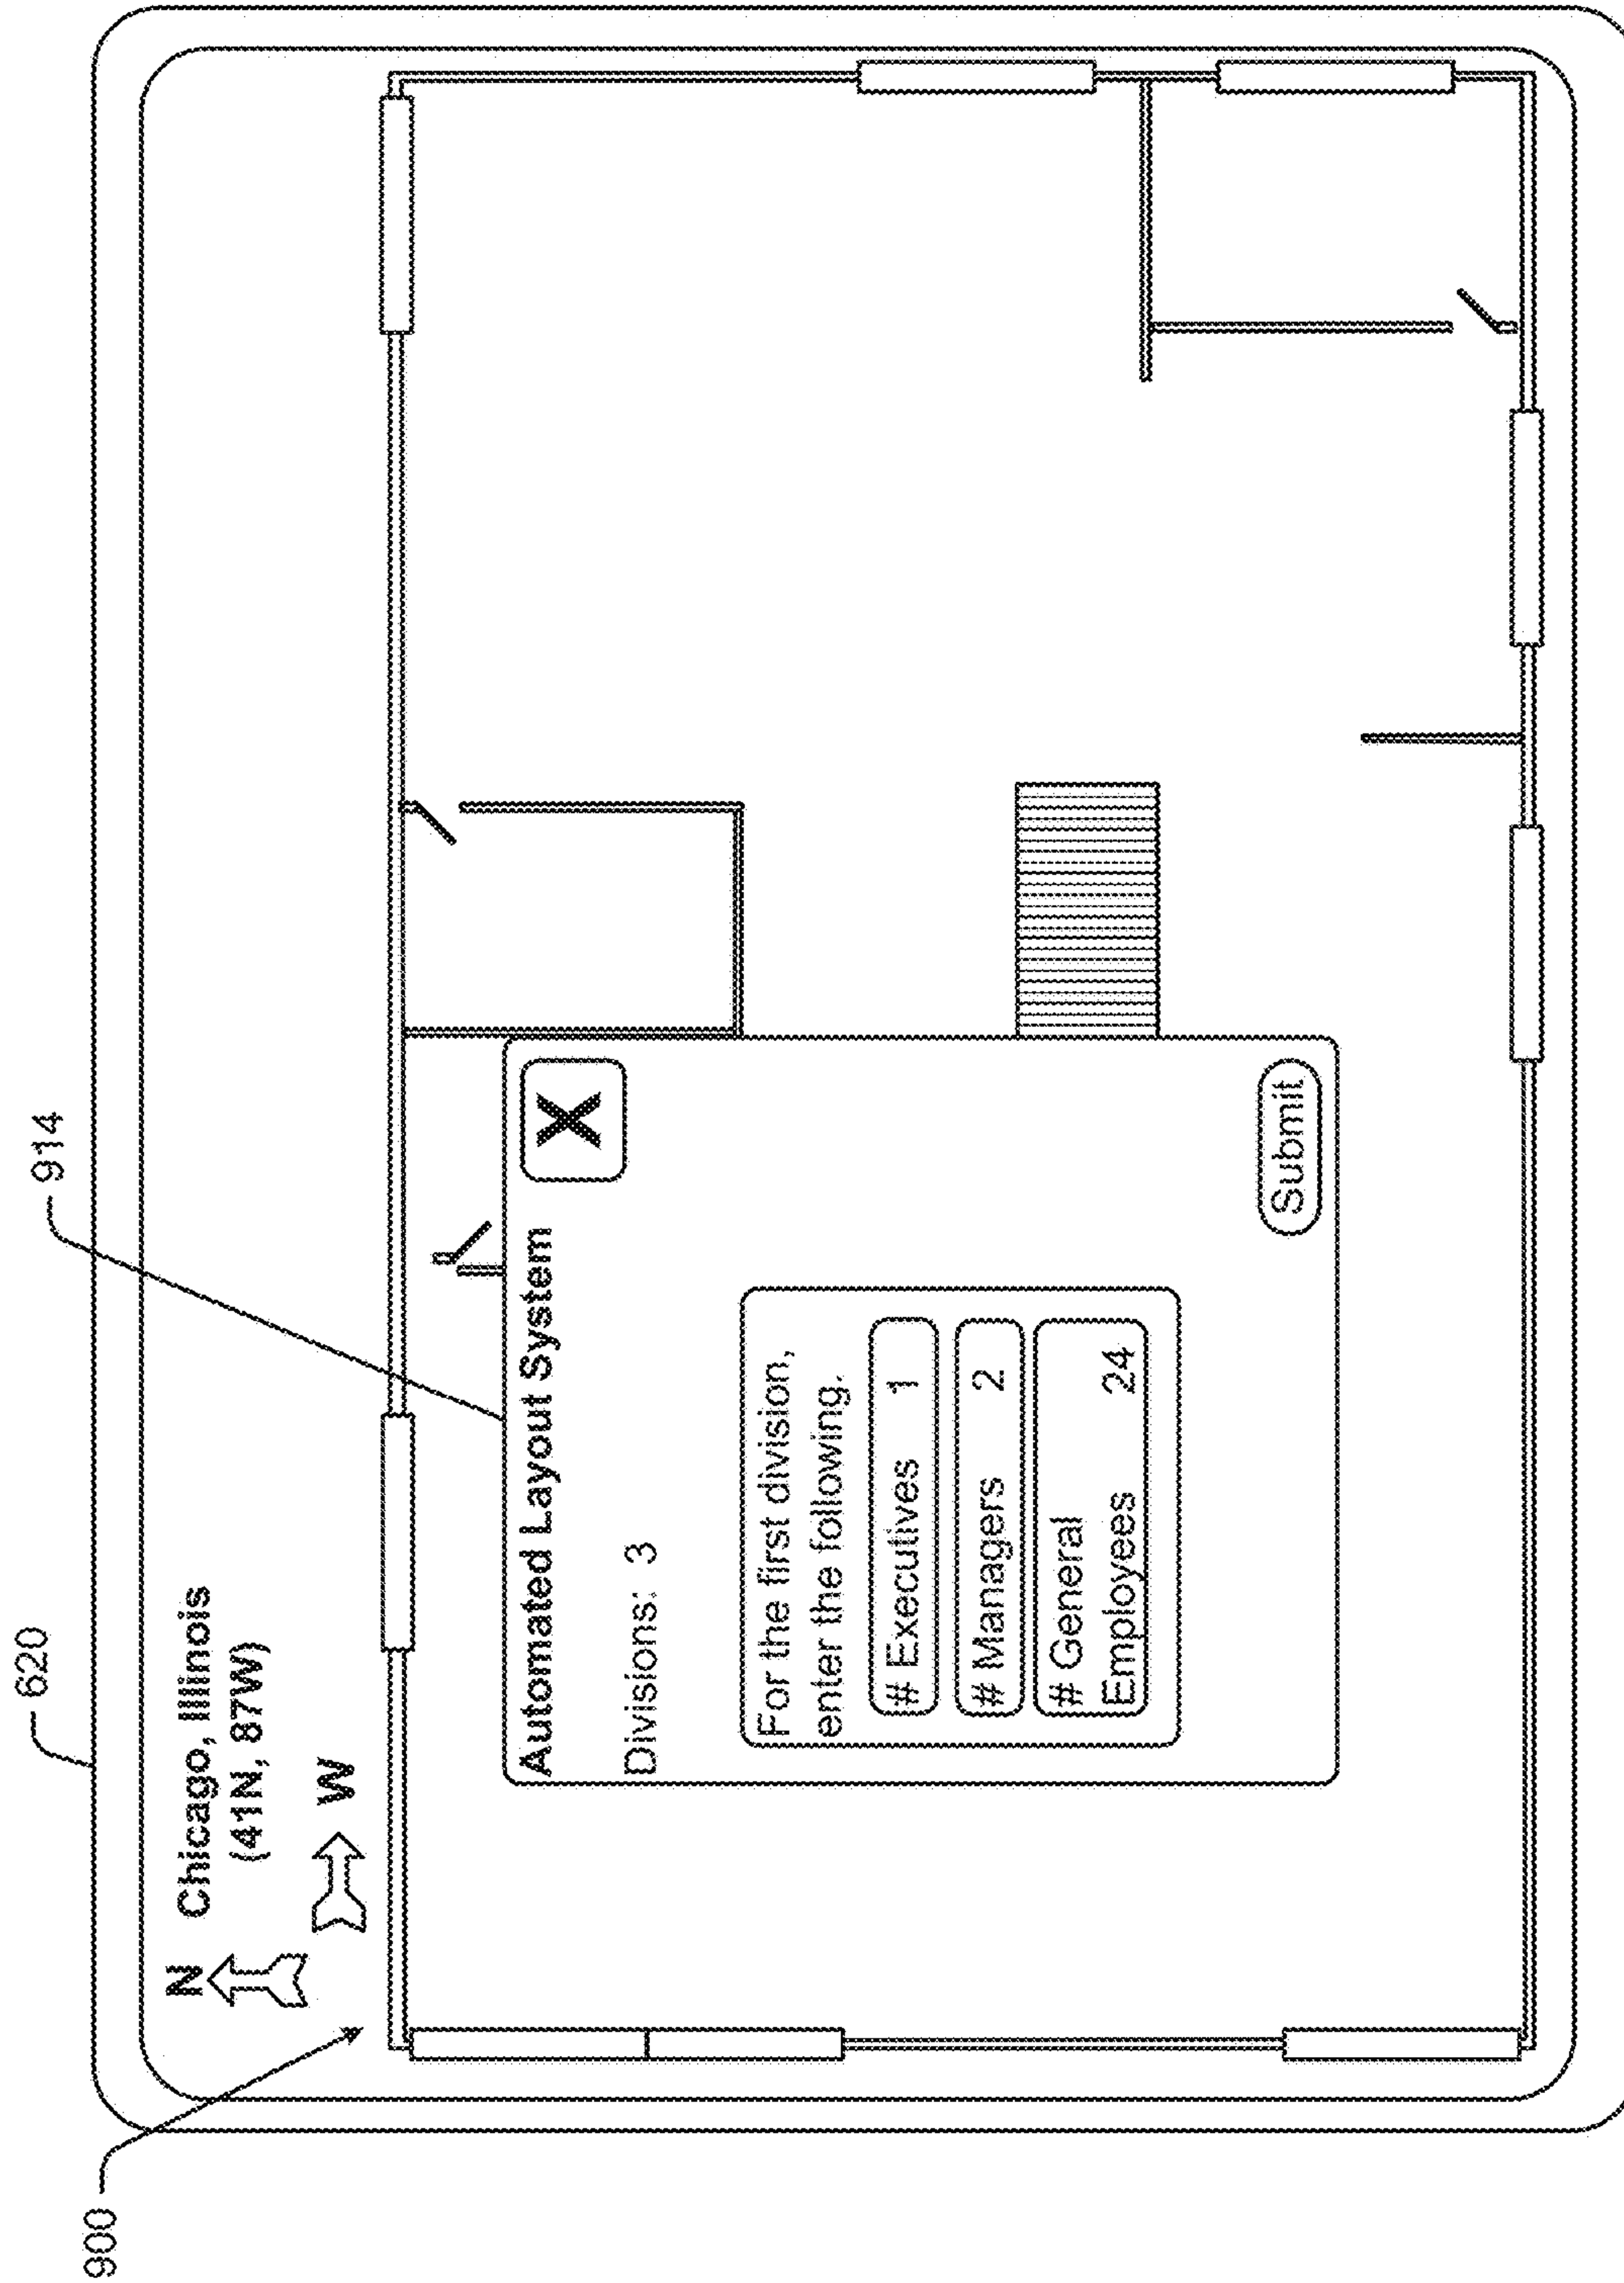 900
620
914
N
Chicago, Illinois
(41N, 87W)
W
Automated Layout System
X
Divisions: 3
For the first division,
enter the following.
# Executives 1
# Managers 2
# General
Employees 24
Submit